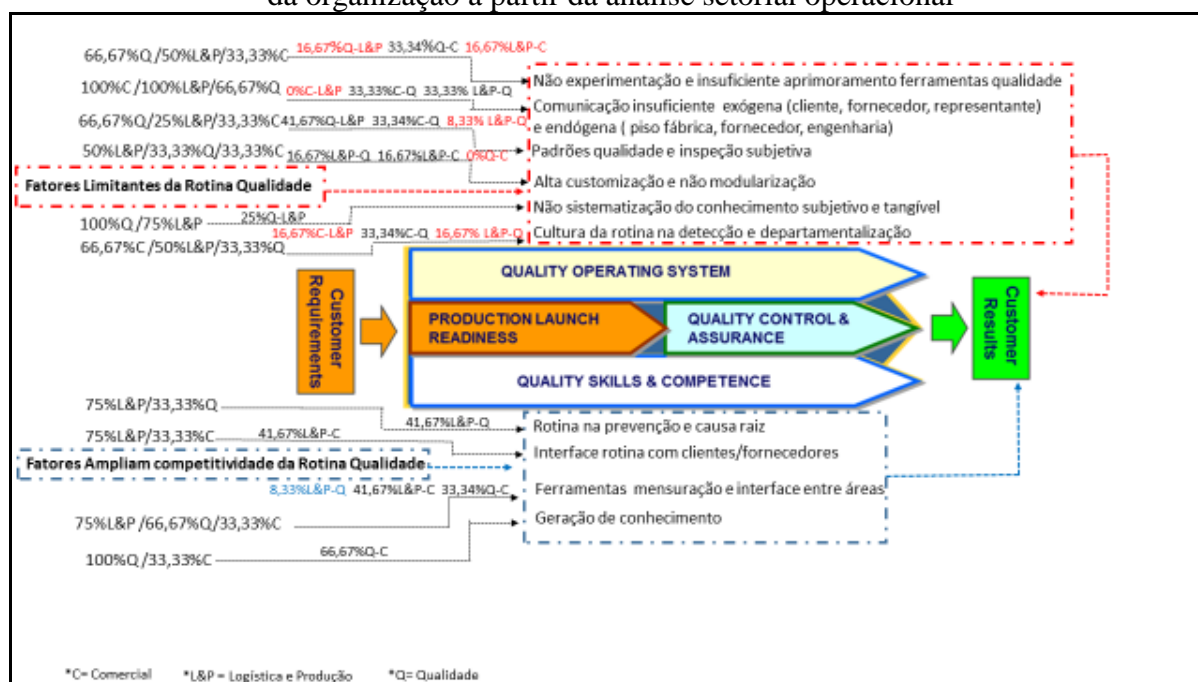 da organização a partir da análise setorial operacional
66,67%Q/50%L&P/33,33%C 16,67%Q-L&P 33,34%Q-C 16,67%L&P-C
Não experimentação e insuficiente aprimoramento ferramentas qualidade
100%C/100%L&P/66,67%Q 0%C-L&P 33,33%C-Q 33,33% L&P-Q
Comunicação insuficiente exógena (cliente, fornecedor, representante)
e endógena ( piso fábrica, fornecedor, engenharia)
66,67%Q/25%L&P/33,33%C 41,67%Q-L&P 33,34%C-Q 8,33% L&P-Q
50%L&P/33,33%Q/33,33%C 16,67%L&P-Q 16,67%L&P-C 0%Q-C
Padrões qualidade e inspeção subjetiva
Fatores Limitantes da Rotina Qualidade
Alta customização e não modularização
100%Q/75%L&P 25%Q-L&P
Não sistematização do conhecimento subjetivo e tangível
66,67%C/50%L&P/33,33%Q 16,67%C-L&P 33,34%C-Q 16,67% L&P-Q
Cultura da rotina na detecção e departamentalização
Customer
Requirements
QUALITY OPERATING SYSTEM
PRODUCTION LAUNCH
READINESS
QUALITY CONTROL &
ASSURANCE
QUALITY SKILLS & COMPETENCE
Customer
Results
75%L&P/33,33%Q 41,67%L&P-Q
Rotina na prevenção e causa raiz
75%L&P/33,33%C 41,67%L&P-C
Interface rotina com clientes/fornecedores
Fatores Ampliam competitividade da Rotina Qualidade
8,33%L&P-Q 41,67%L&P-C 33,34%Q-C
Ferramentas mensuração e interface entre áreas
75%L&P/66,67%Q/33,33%C
Geração de conhecimento
100%Q/33,33%C 66,67%Q-C
*C= Comercial *L&P = Logística e Produção *Q= Qualidade